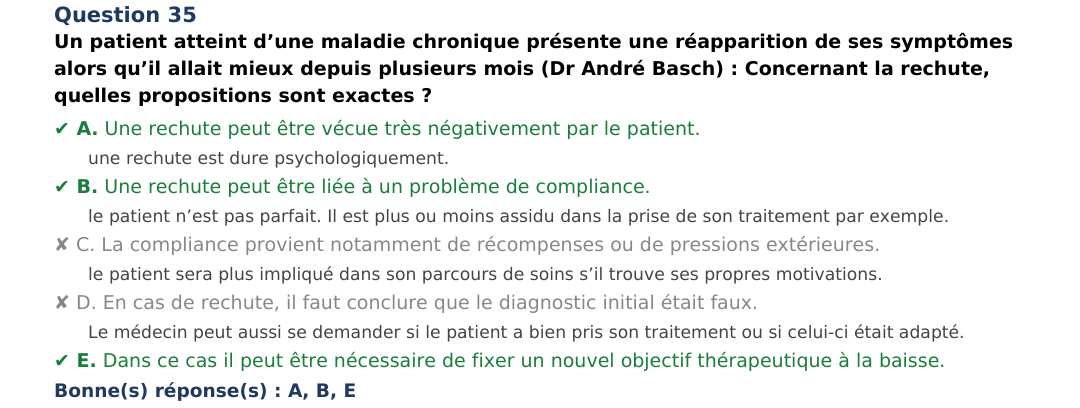 Question 35
Un patient atteint d’une maladie chronique présente une réapparition de ses symptômes
alors qu’il allait mieux depuis plusieurs mois (Dr André Basch) : Concernant la rechute,
quelles propositions sont exactes ?
✔ A. Une rechute peut être vécue très négativement par le patient.
une rechute est dure psychologiquement.
✔ B. Une rechute peut être liée à un problème de compliance.
le patient n’est pas parfait. Il est plus ou moins assidu dans la prise de son traitement par exemple.
✘ C. La compliance provient notamment de récompenses ou de pressions extérieures.
le patient sera plus impliqué dans son parcours de soins s’il trouve ses propres motivations.
✘ D. En cas de rechute, il faut conclure que le diagnostic initial était faux.
Le médecin peut aussi se demander si le patient a bien pris son traitement ou si celui-ci était adapté.
✔ E. Dans ce cas il peut être nécessaire de fixer un nouvel objectif thérapeutique à la baisse.
Bonne(s) réponse(s) : A, B, E